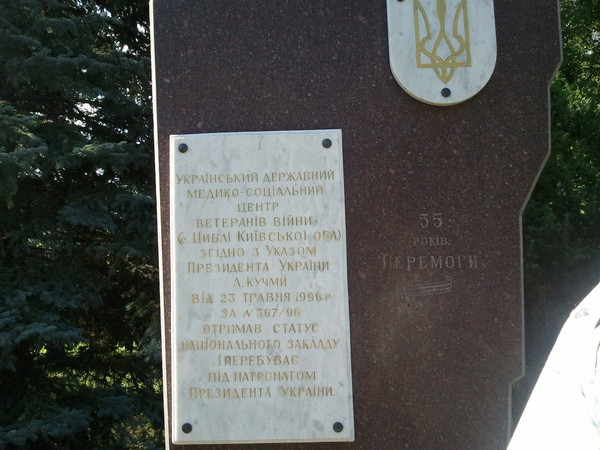 УКРАЇНСЬКИЙ ДЕРЖАВНИЙ
МЕДИКО-СОЦІАЛЬНИЙ
ЦЕНТР
ВЕТЕРАНІВ ВІЙНИ
(с. ЦИБЛІ КИЇВСЬКОЇ ОБЛ)
ЗГІДНО З УКАЗОМ
ПРЕЗИДЕНТА УКРАЇНИ
Л. КУЧМИ
ВІД 23 ТРАВНЯ 1996 р.
ЗА № 367/96
ОТРИМАВ СТАТУС
НАЦІОНАЛЬНОГО ЗАКЛАДУ
І ПЕРЕБУВАЄ
ПІД ПАТРОНАТОМ
ПРЕЗИДЕНТА УКРАЇНИ.
55
РОКІВ
ПЕРЕМОГИ